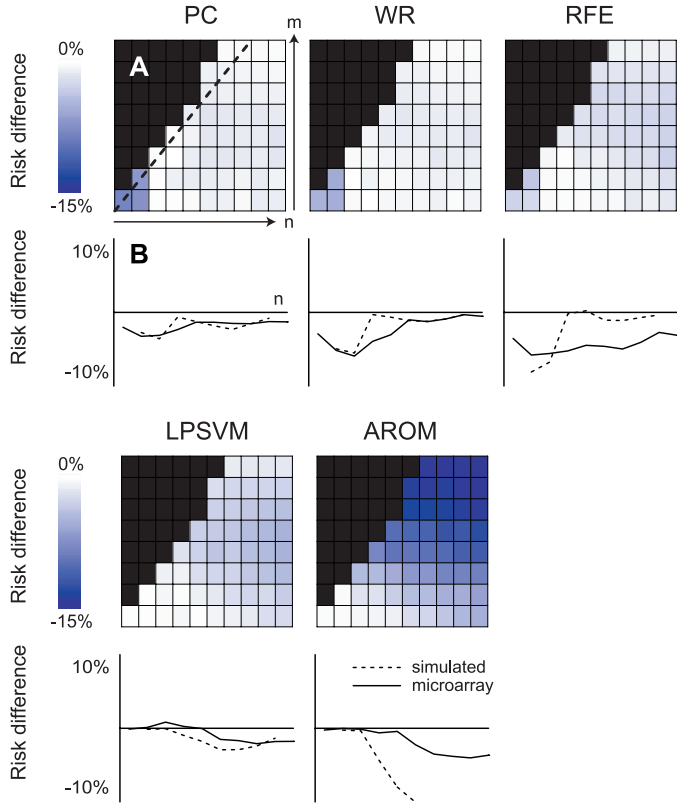 PC
WR
RFE
m
0%
A
Risk difference
-15%
n
10%
B
n
Risk difference
-10%
LPSVM
AROM
0%
Risk difference
-15%
10%
simulated
microarray
Risk difference
-10%